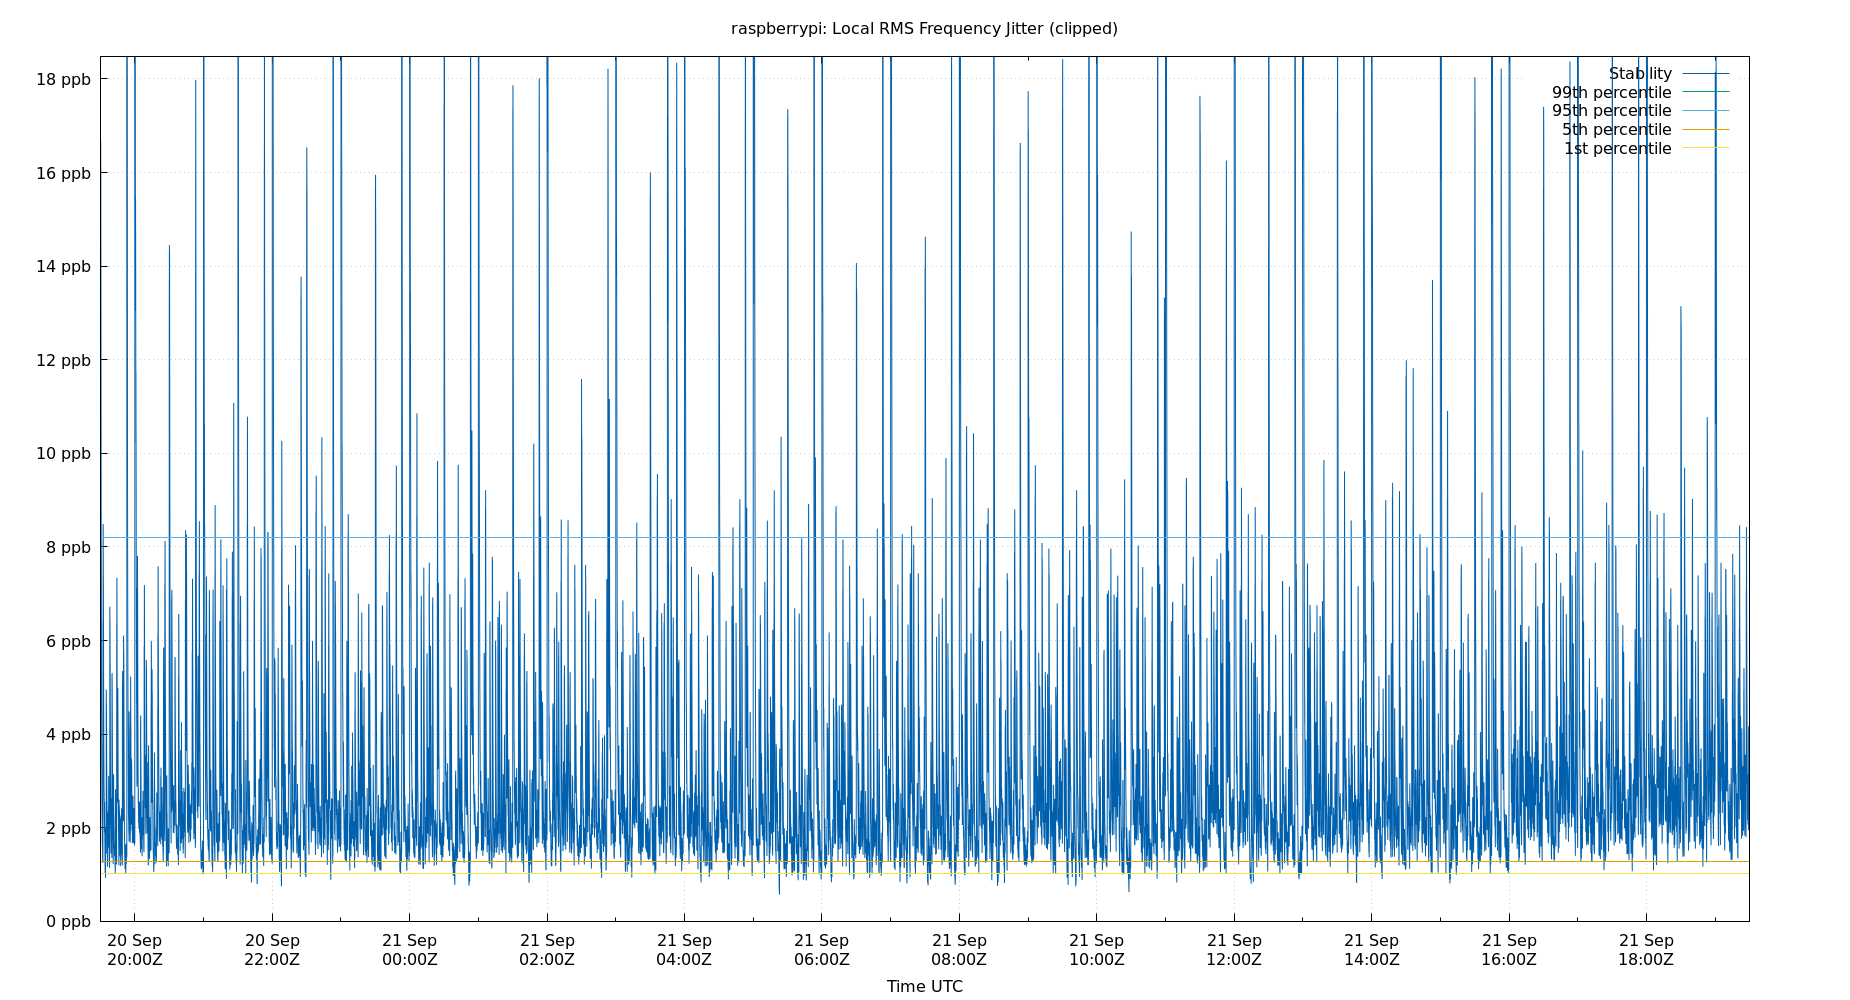 raspberrypi: Local RMS Frequency Jitter (clipped)
18 ppb
16 ppb
14 ppb
12 ppb
10 ppb
8 ppb
6 ppb
4 ppb
2 ppb
0 ppb
Stability
99th percentile
95th percentile
5th percentile
1st percentile
20 Sep 20 Sep 21 Sep 21 Sep 21 Sep 21 Sep 21 Sep 21 Sep 21 Sep 21 Sep 21 Sep 21 Sep
20:00Z 22:00Z 00:00Z 02:00Z 04:00Z 06:00Z 08:00Z 10:00Z 12:00Z 14:00Z 16:00Z 18:00Z
Time UTC